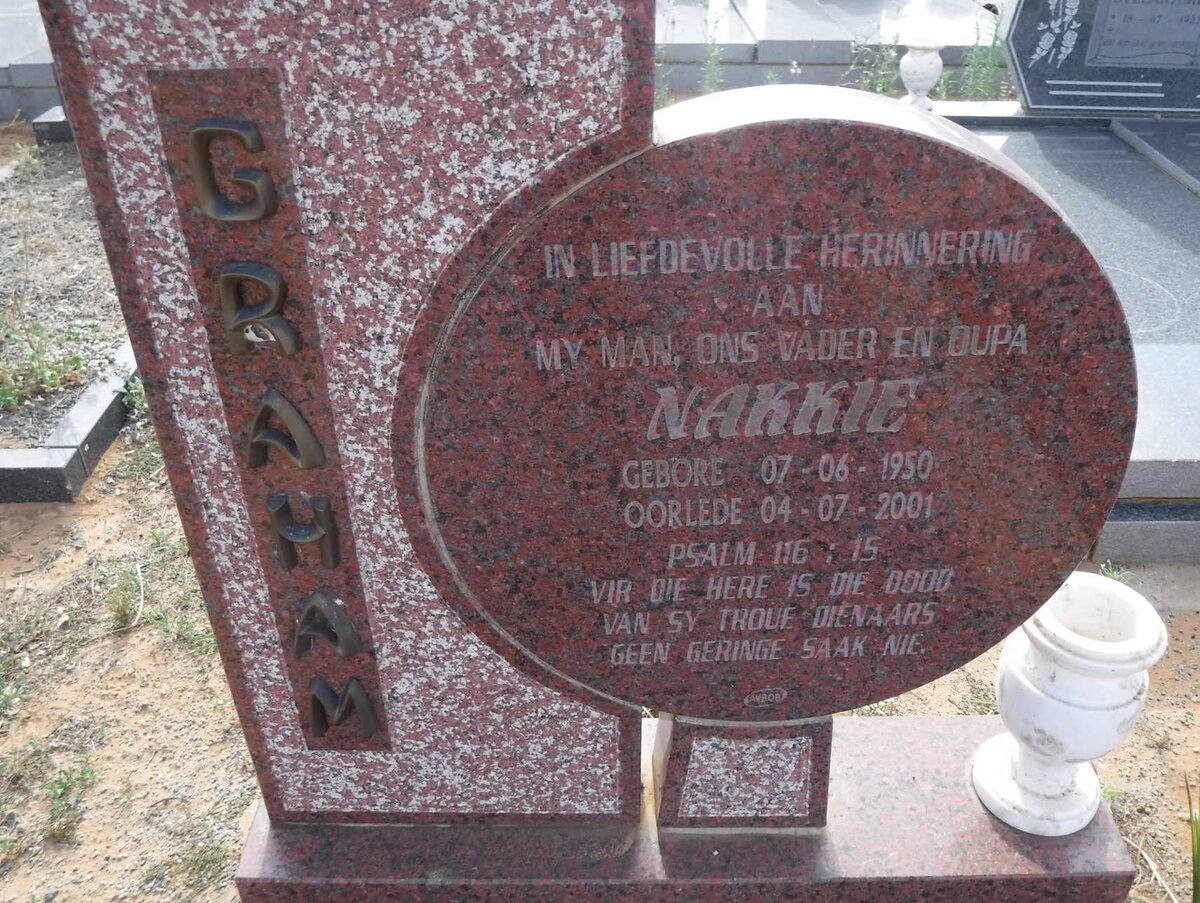 GRAHAM
IN LIEFDEVOLLE HERINNERING
AAN
MY MAN, ONS VADER EN OUPA
NAKKIE
GEBORE 07-06-1950
OORLEDE 04-07-2001
PSALM 116:15
VIR DIE HERE IS DIE DOOD
VAN SY TROUE DIENAARS
GEEN GERINGE SAAK NIE.